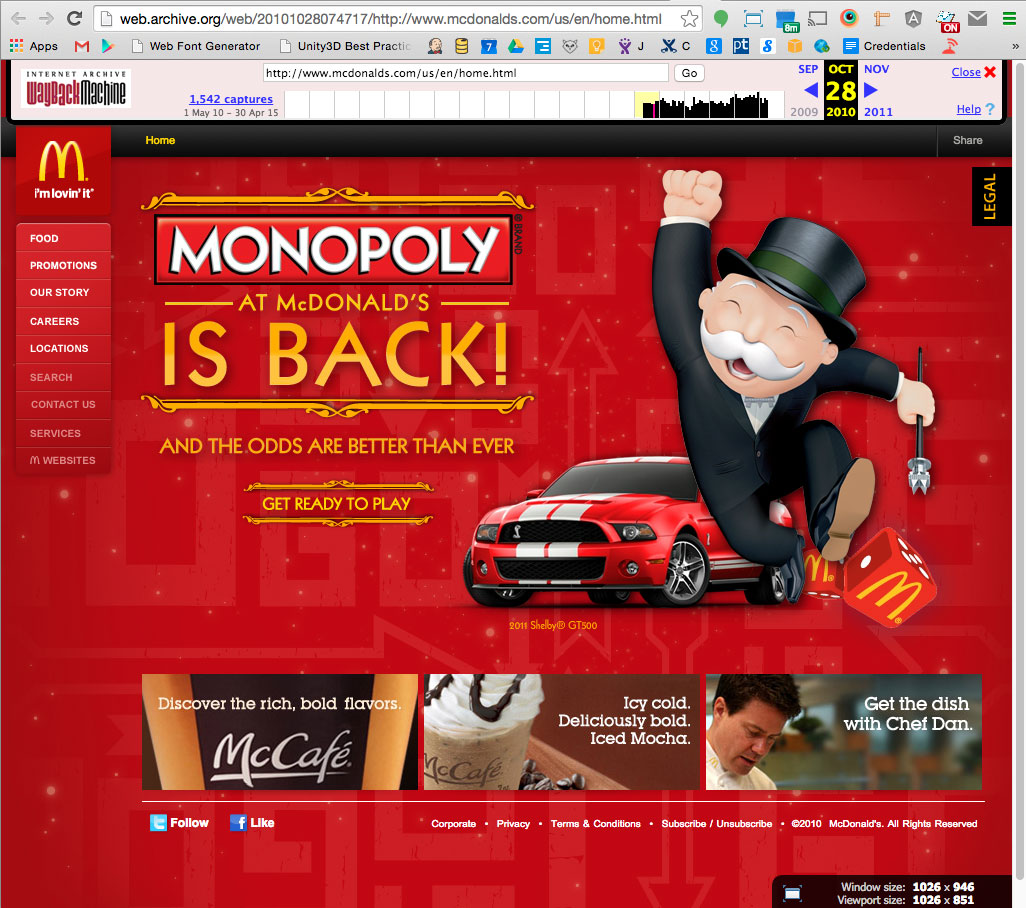 web.archive.org/web/20101028074717/http://www.mcdonalds.com/us/en/home.html
8m
ON
Apps
Web Font Generator
Unity3D Best Practic
7
J
C
g
pt
Credentials
»
INTERNET ARCHIVE
WayBackMachine
http://www.mcdonalds.com/us/en/home.html
Go
1,542 captures
1 May 10 – 30 Apr 15
SEP
OCT
NOV
28
2009
2010
2011
Close
Help ?
Home
Share
i'm lovin' it®
LEGAL
FOOD
PROMOTIONS
OUR STORY
CAREERS
LOCATIONS
SEARCH
CONTACT US
SERVICES
M WEBSITES
MONOPOLY
® BRAND
AT McDONALD'S
IS BACK!
AND THE ODDS ARE BETTER THAN EVER
GET READY TO PLAY
2011 Shelby® GT500
Discover the rich, bold flavors.
McCafé®
Icy cold.
Deliciously bold.
Iced Mocha.
McCafé
Get the dish
with Chef Dan.
Follow
Like
Corporate • Privacy • Terms & Conditions • Subscribe / Unsubscribe • ©2010 McDonald's. All Rights Reserved
Window size: 1026 x 946
Viewport size: 1026 x 851